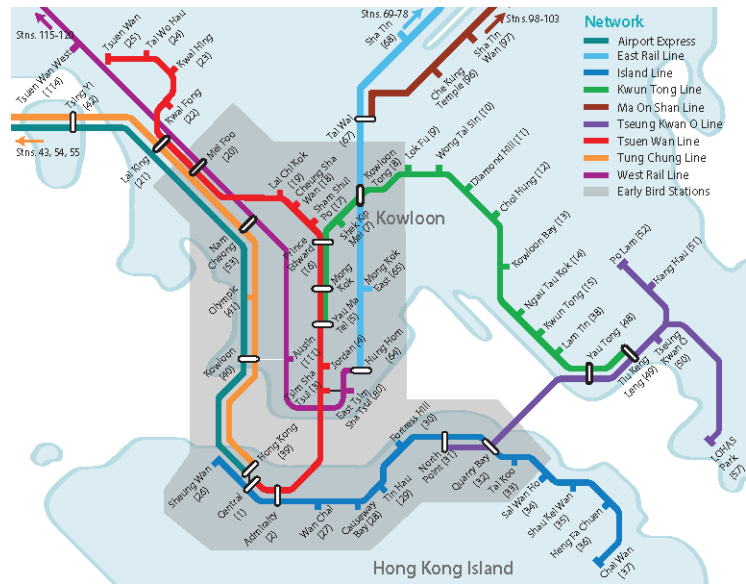 Stns. 69-78
Stns. 98-103
Stns. 115-120
Tsuen Wan
(25)
Tai Wo Hau
(24)
Kwai Hing
(23)
Kwai Fong
(22)
Tsuen Wan West
(114)
Tsing Yi
(42)
Stns. 43, 54, 55
Lai King
(21)
Mei Foo
(20)
Lai Chi Kok
(19)
Cheung Sha
Wan (18)
Sham Shui
Po (17)
Shek Kip
Mei (7)
Prince
Edward
(16)
Nam
Cheong
(53)
Olympic
(41)
Kowloon
(40)
Mong
Kok
Yau Ma
Tei (5)
Jordan (4)
Austin
(111)
Tsim Sha
Tsui (3)
East Tsim
Sha Tsui (80)
Hung Hom
(64)
Mong Kok
East (65)
Sha Tin
(68)
Sha Tin
Wan (97)
Che Kung
Temple (96)
Tai Wai
(67)
Kowloon
Tong (8)
Kowloon
Lok Fu (9)
Wong Tai Sin (10)
Diamond Hill (11)
Choi Hung (12)
Kowloon Bay (13)
Ngau Tau Kok (14)
Kwun Tong (15)
Lam Tin (38)
Yau Tong (48)
Tiu Keng
Leng (49)
Tseung
Kwan O
(50)
Hang Hau (51)
Po Lam (52)
LOHAS
Park
(57)
Hong Kong
(39)
Central
(1)
Admiralty
(2)
Sheung Wan
(26)
Wan Chai
(27)
Causeway
Bay (28)
Tin Hau
(29)
Fortress Hill
(30)
North
Point (31)
Quarry Bay
(32)
Tai Koo
(33)
Sai Wan Ho
(34)
Shau Kei Wan
(35)
Heng Fa Chuen
(36)
Chai Wan
(37)
Hong Kong Island
Network
Airport Express
East Rail Line
Island Line
Kwun Tong Line
Ma On Shan Line
Tseung Kwan O Line
Tsuen Wan Line
Tung Chung Line
West Rail Line
Early Bird Stations